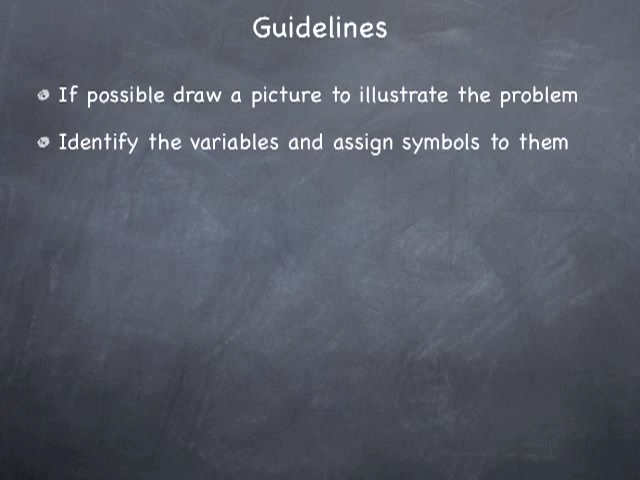 Guidelines
If possible draw a picture to illustrate the problem
Identify the variables and assign symbols to them